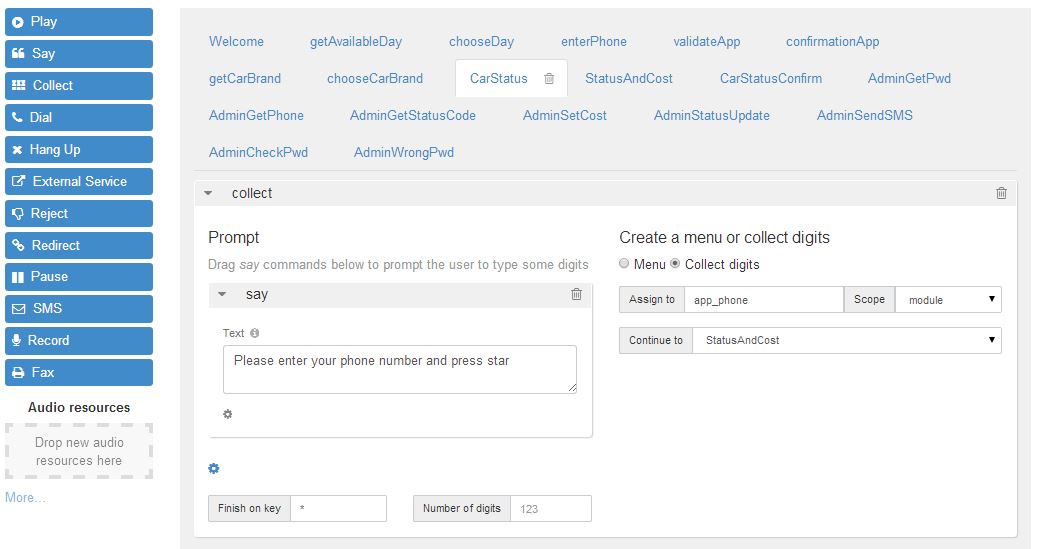 Play
Say
Collect
Dial
Hang Up
External Service
Reject
Redirect
Pause
SMS
Record
Fax
Audio resources
Drop new audio
resources here
More...
Welcome getAvailableDay chooseDay enterPhone validateApp confirmationApp
getCarBrand chooseCarBrand CarStatus StatusAndCost CarStatusConfirm AdminGetPwd
AdminGetPhone AdminGetStatusCode AdminSetCost AdminStatusUpdate AdminSendSMS
AdminCheckPwd AdminWrongPwd
collect
Prompt
Drag say commands below to prompt the user to type some digits
say
Text
Please enter your phone number and press star
Finish on key *
Number of digits 123
Create a menu or collect digits
Menu Collect digits
Assign to app_phone Scope module
Continue to StatusAndCost